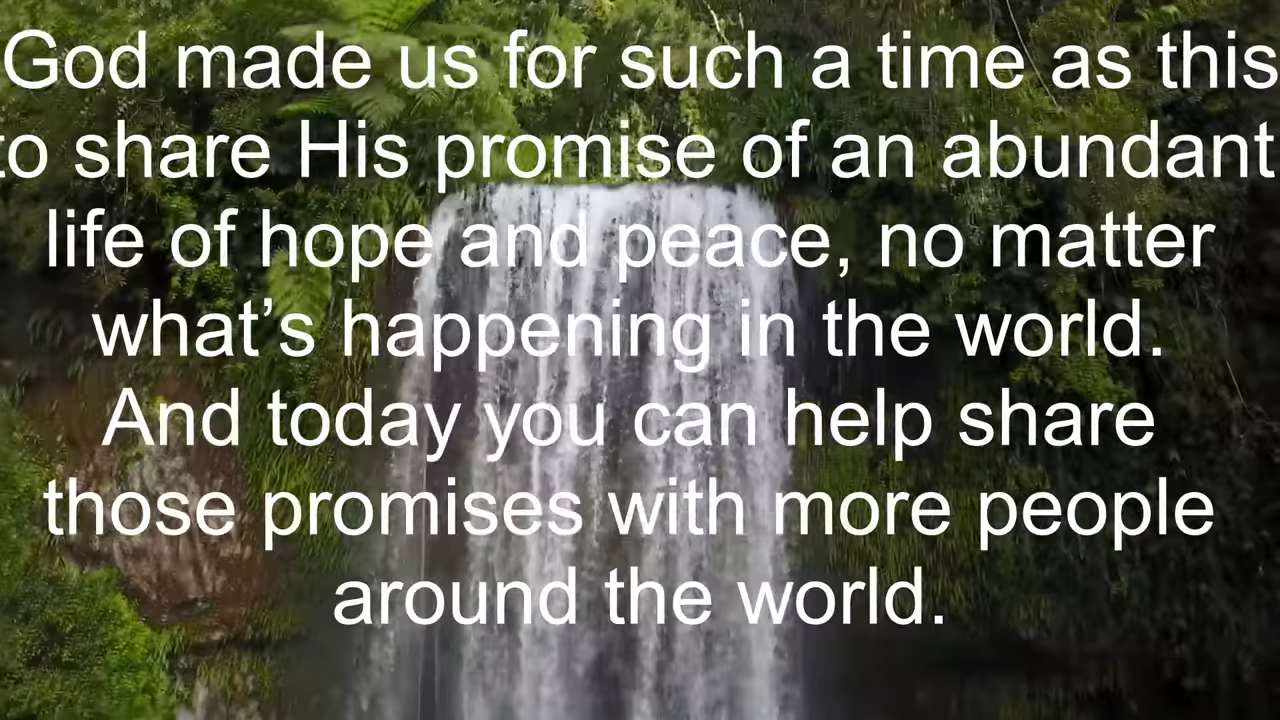 God made us for such a time as this
to share His promise of an abundant
life of hope and peace, no matter
what’s happening in the world.
And today you can help share
those promises with more people
around the world.